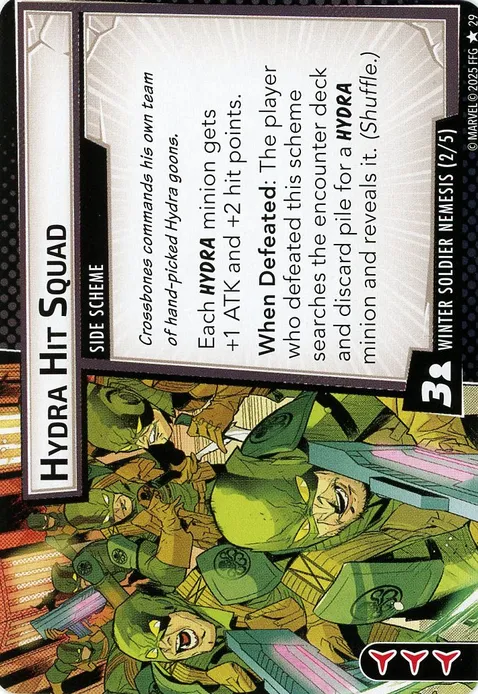 HYDRA HIT SQUAD
SIDE SCHEME
Crossbones commands his own team
of hand-picked Hydra goons.
Each HYDRA minion gets
+1 ATK and +2 hit points.
When Defeated: The player
who defeated this scheme
searches the encounter deck
and discard pile for a HYDRA
minion and reveals it. (Shuffle.)
3
WINTER SOLDIER NEMESIS (2/5)
© MARVEL © 2025 FFG ★ 29